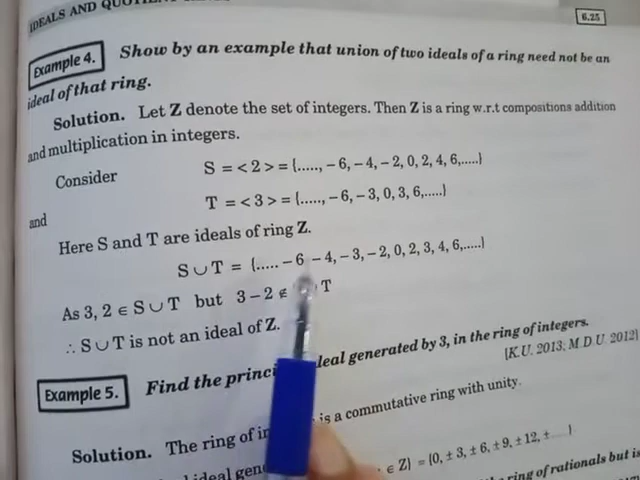 IDEALS AND
6.25
Example 4. Show by an example that union of two ideals of a ring need not be an
ideal of that ring.
Solution. Let Z denote the set of integers. Then Z is a ring w.r.t compositions addition
and multiplication in integers.
Consider S = < 2 > = {....., – 6, – 4, – 2, 0, 2, 4, 6,.....}
and T = < 3 > = {....., – 6, – 3, 0, 3, 6,.....}
Here S and T are ideals of ring Z.
S ∪ T = {..... – 6 – 4, – 3, – 2, 0, 2, 3, 4, 6,.....}
As 3, 2 ∈ S ∪ T but 3 – 2 ∉ T
∴ S ∪ T is not an ideal of Z.
Example 5. Find the deal generated by 3, in the ring of integers.
[K.U. 2013; M.D.U. 2012]
Solution. The ring of is a commutative ring with unity.
∈ Z} = {0, ± 3, ± 6, ± 9, ± 12, ± .....}
ideal ring of rationals but is